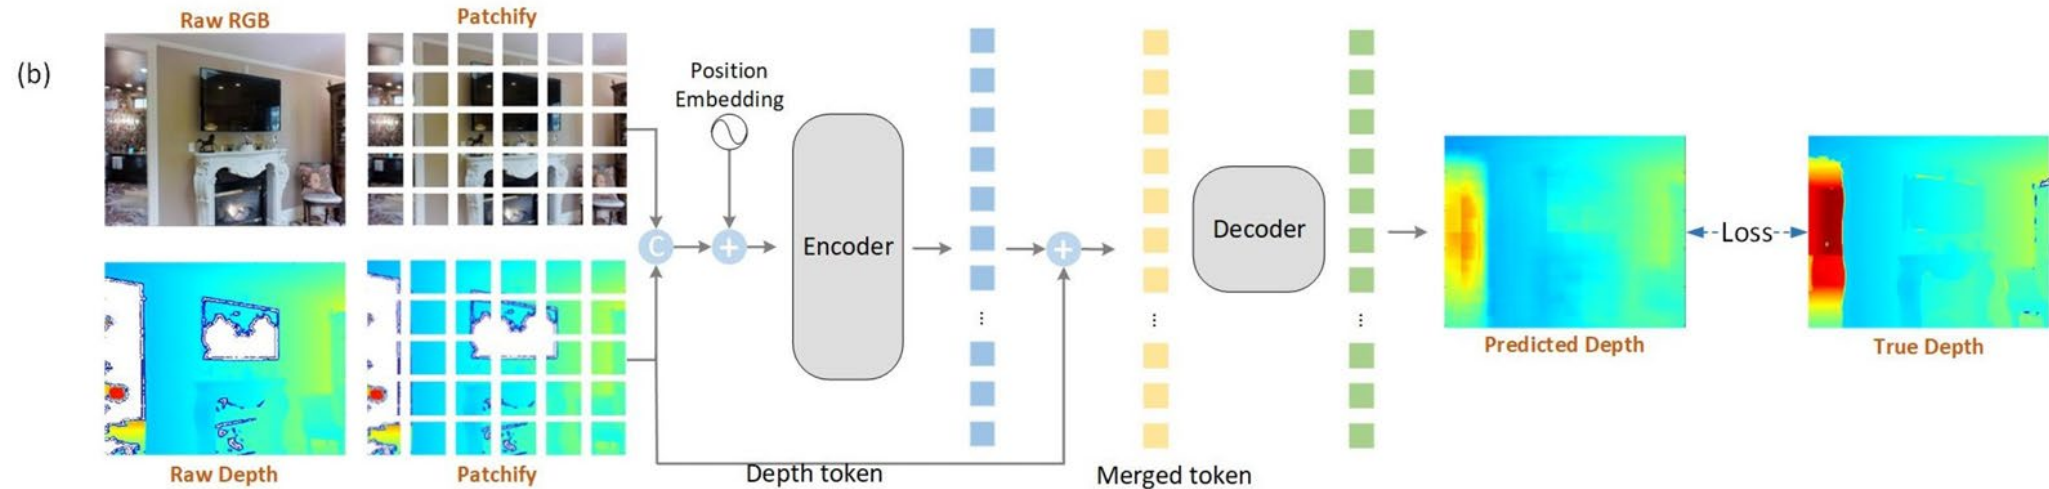 (b)
Raw RGB
Patchify
Position
Embedding
C
+
Encoder
+
Decoder
Loss
Predicted Depth
True Depth
Raw Depth
Patchify
Depth token
Merged token